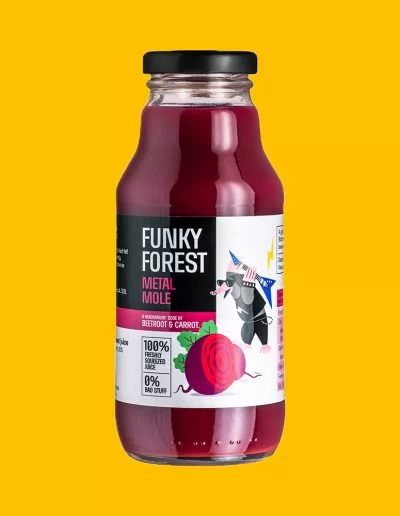 FUNKY
FOREST
METAL
MOLE
A HEADBANGIN' DOSE OF
BEETROOT & CARROT.
100%
FRESHLY
SQUEEZED
JUICE
0%
BAD STUFF